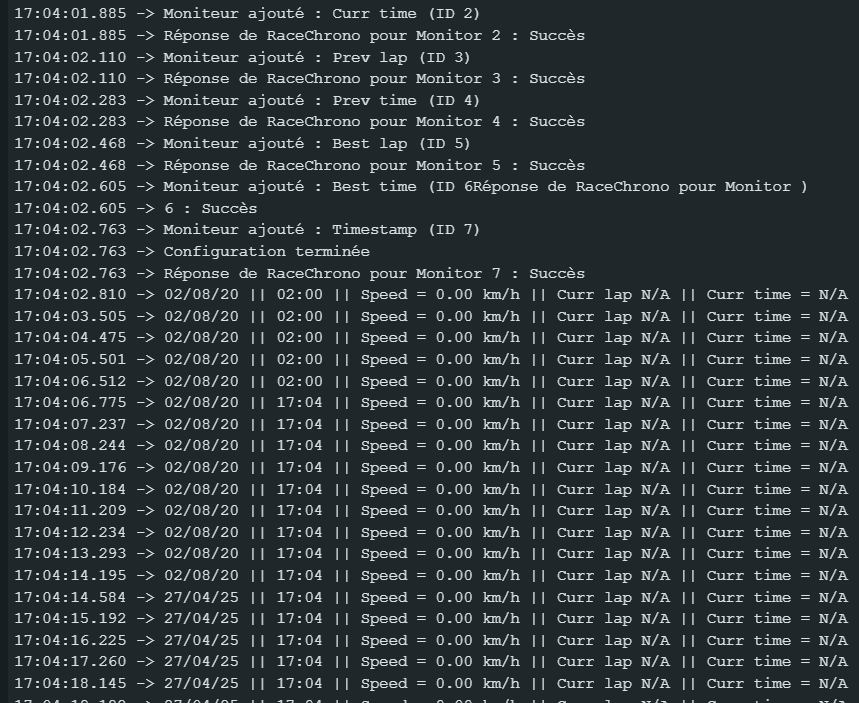 17:04:01.885 -> Moniteur ajouté : Curr time (ID 2)
17:04:01.885 -> Réponse de RaceChrono pour Monitor 2 : Succès
17:04:02.110 -> Moniteur ajouté : Prev lap (ID 3)
17:04:02.110 -> Réponse de RaceChrono pour Monitor 3 : Succès
17:04:02.283 -> Moniteur ajouté : Prev time (ID 4)
17:04:02.283 -> Réponse de RaceChrono pour Monitor 4 : Succès
17:04:02.468 -> Moniteur ajouté : Best lap (ID 5)
17:04:02.468 -> Réponse de RaceChrono pour Monitor 5 : Succès
17:04:02.605 -> Moniteur ajouté : Best time (ID 6Réponse de RaceChrono pour Monitor )
17:04:02.605 -> 6 : Succès
17:04:02.763 -> Moniteur ajouté : Timestamp (ID 7)
17:04:02.763 -> Configuration terminée
17:04:02.763 -> Réponse de RaceChrono pour Monitor 7 : Succès
17:04:02.810 -> 02/08/20 || 02:00 || Speed = 0.00 km/h || Curr lap N/A || Curr time = N/A
17:04:03.505 -> 02/08/20 || 02:00 || Speed = 0.00 km/h || Curr lap N/A || Curr time = N/A
17:04:04.475 -> 02/08/20 || 02:00 || Speed = 0.00 km/h || Curr lap N/A || Curr time = N/A
17:04:05.501 -> 02/08/20 || 02:00 || Speed = 0.00 km/h || Curr lap N/A || Curr time = N/A
17:04:06.512 -> 02/08/20 || 02:00 || Speed = 0.00 km/h || Curr lap N/A || Curr time = N/A
17:04:06.775 -> 02/08/20 || 17:04 || Speed = 0.00 km/h || Curr lap N/A || Curr time = N/A
17:04:07.237 -> 02/08/20 || 17:04 || Speed = 0.00 km/h || Curr lap N/A || Curr time = N/A
17:04:08.244 -> 02/08/20 || 17:04 || Speed = 0.00 km/h || Curr lap N/A || Curr time = N/A
17:04:09.176 -> 02/08/20 || 17:04 || Speed = 0.00 km/h || Curr lap N/A || Curr time = N/A
17:04:10.184 -> 02/08/20 || 17:04 || Speed = 0.00 km/h || Curr lap N/A || Curr time = N/A
17:04:11.209 -> 02/08/20 || 17:04 || Speed = 0.00 km/h || Curr lap N/A || Curr time = N/A
17:04:12.234 -> 02/08/20 || 17:04 || Speed = 0.00 km/h || Curr lap N/A || Curr time = N/A
17:04:13.293 -> 02/08/20 || 17:04 || Speed = 0.00 km/h || Curr lap N/A || Curr time = N/A
17:04:14.195 -> 02/08/20 || 17:04 || Speed = 0.00 km/h || Curr lap N/A || Curr time = N/A
17:04:14.584 -> 27/04/25 || 17:04 || Speed = 0.00 km/h || Curr lap N/A || Curr time = N/A
17:04:15.192 -> 27/04/25 || 17:04 || Speed = 0.00 km/h || Curr lap N/A || Curr time = N/A
17:04:16.225 -> 27/04/25 || 17:04 || Speed = 0.00 km/h || Curr lap N/A || Curr time = N/A
17:04:17.260 -> 27/04/25 || 17:04 || Speed = 0.00 km/h || Curr lap N/A || Curr time = N/A
17:04:18.145 -> 27/04/25 || 17:04 || Speed = 0.00 km/h || Curr lap N/A || Curr time = N/A